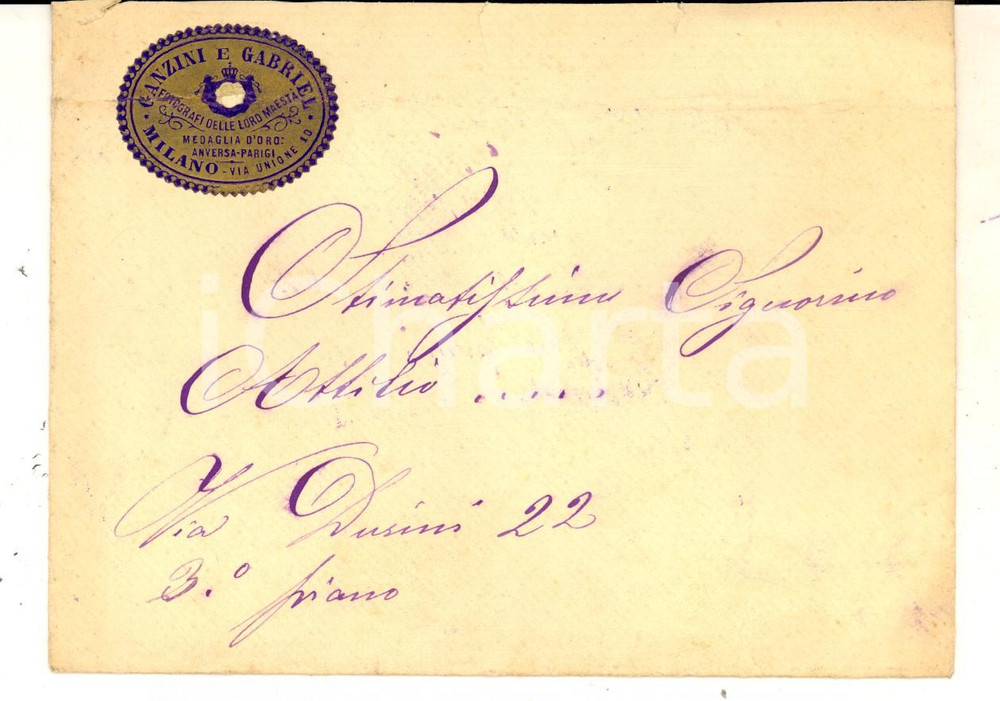 GANZINI E GABRIEL
FOTOGRAFI DELLE LORO MAESTÀ
MEDAGLIA D'ORO:
ANVERSA-PARIGI
MILANO - VIA UNIONE 10
Stimatissimo Signorino
Attilio ......
Via Durini 22
3.º piano